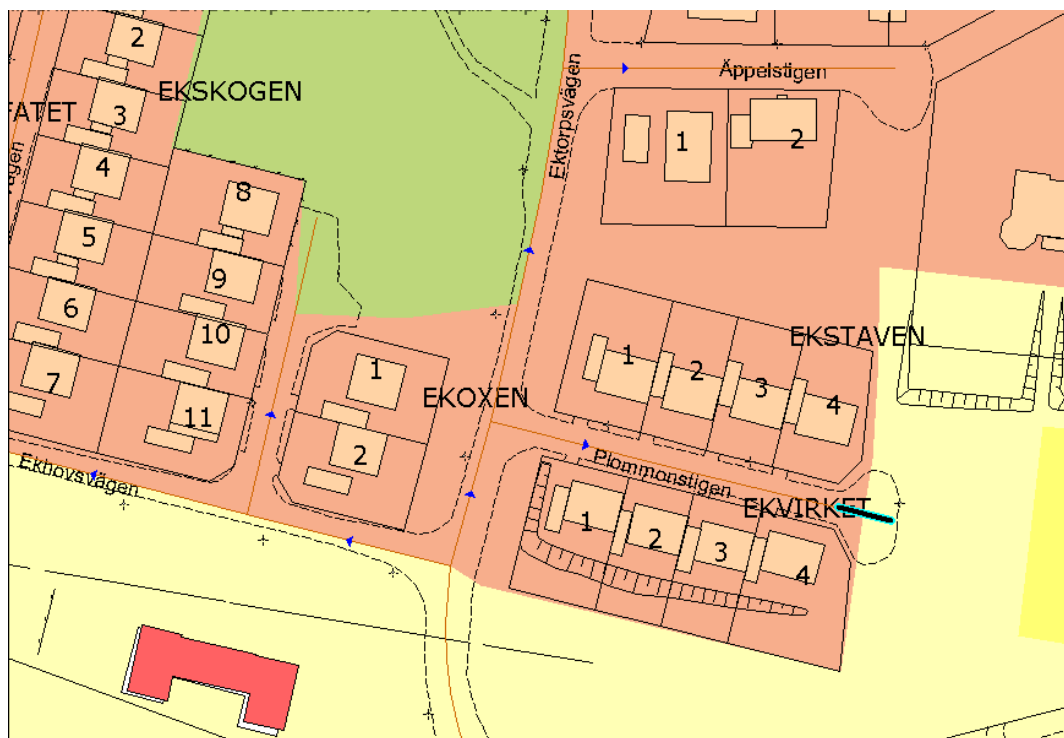 2
EKSKOGEN
FATET
3
4
5
6
7
8
9
10
11
vägen
Äppelstigen
Ektorpsvägen
1
2
EKOXEN
1
2
EKSTAVEN
1
2
3
4
Plommonstigen
EKVIRKET
1
2
3
4
Ekhovsvägen